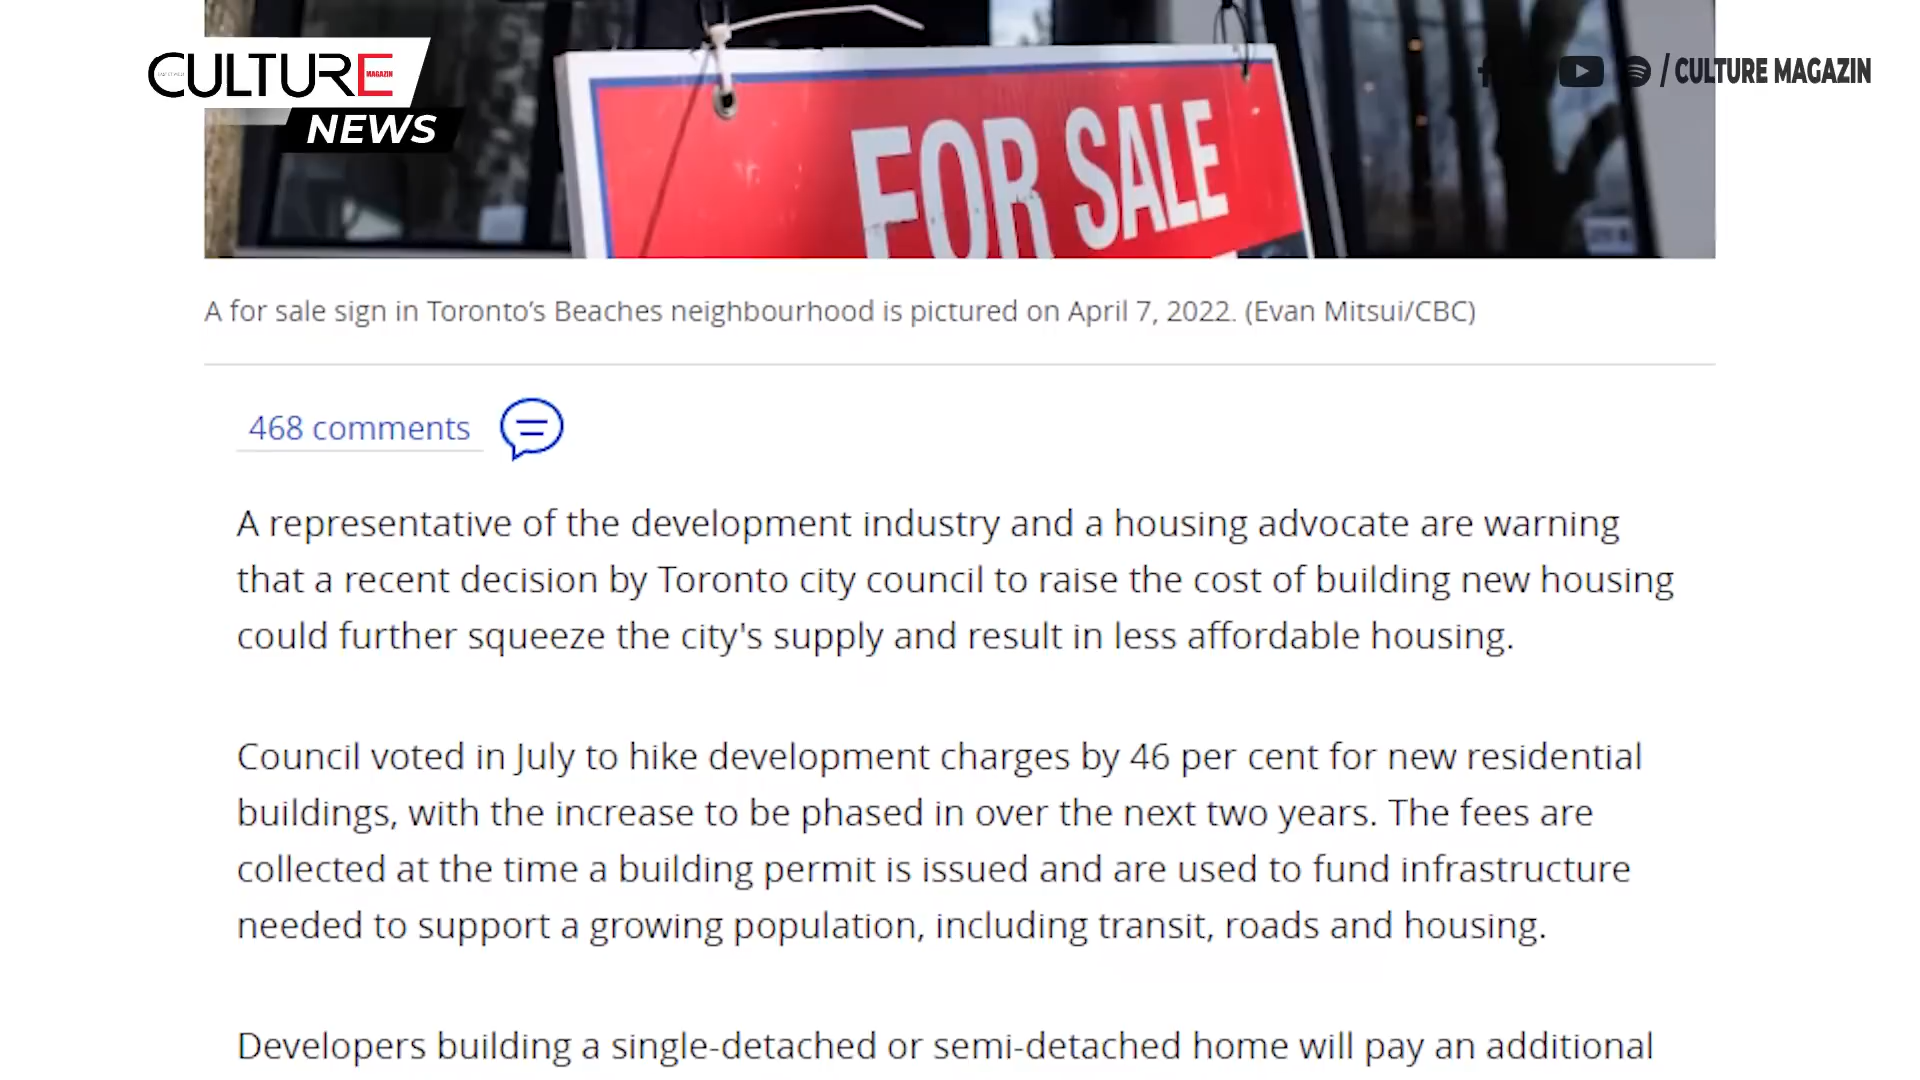 CULTURE
MAGAZIN
NEWS
/ CULTURE MAGAZIN
FOR SALE
A for sale sign in Toronto’s Beaches neighbourhood is pictured on April 7, 2022. (Evan Mitsui/CBC)
468 comments
A representative of the development industry and a housing advocate are warning
that a recent decision by Toronto city council to raise the cost of building new housing
could further squeeze the city's supply and result in less affordable housing.
Council voted in July to hike development charges by 46 per cent for new residential
buildings, with the increase to be phased in over the next two years. The fees are
collected at the time a building permit is issued and are used to fund infrastructure
needed to support a growing population, including transit, roads and housing.
Developers building a single-detached or semi-detached home will pay an additional